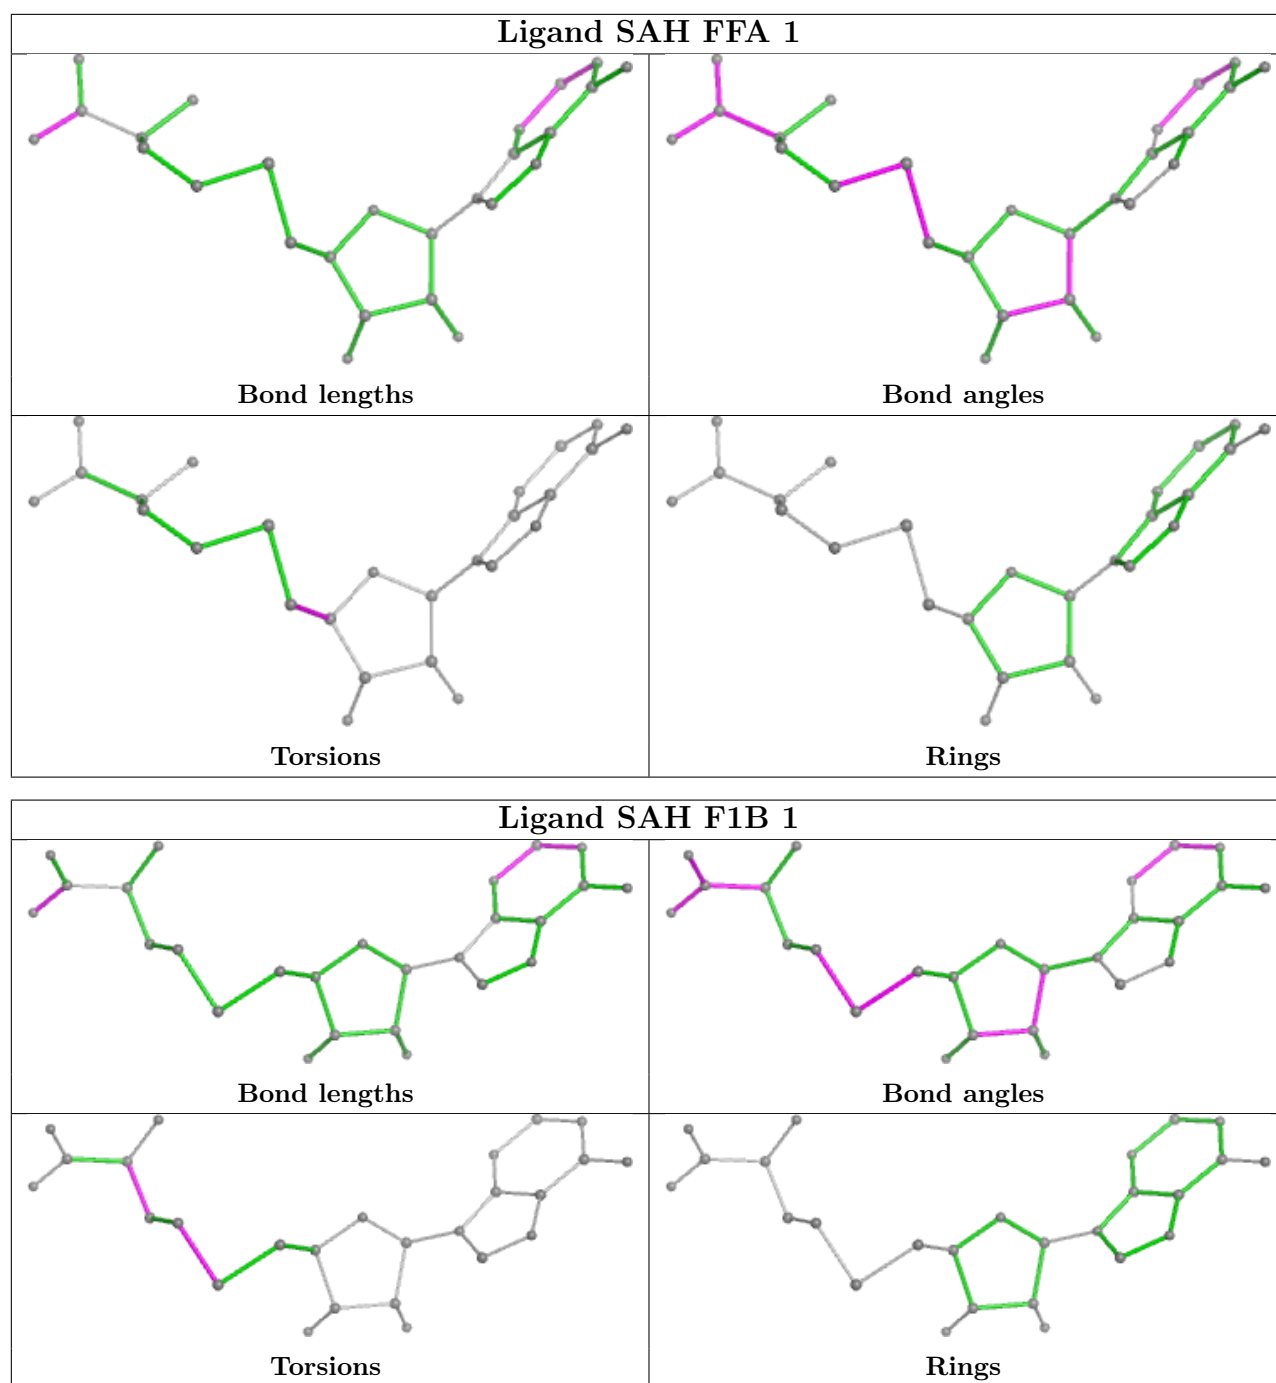 Ligand SAH FFA 1
Bond lengths
Bond angles
Torsions
Rings
Ligand SAH F1B 1
Bond lengths
Bond angles
Torsions
Rings